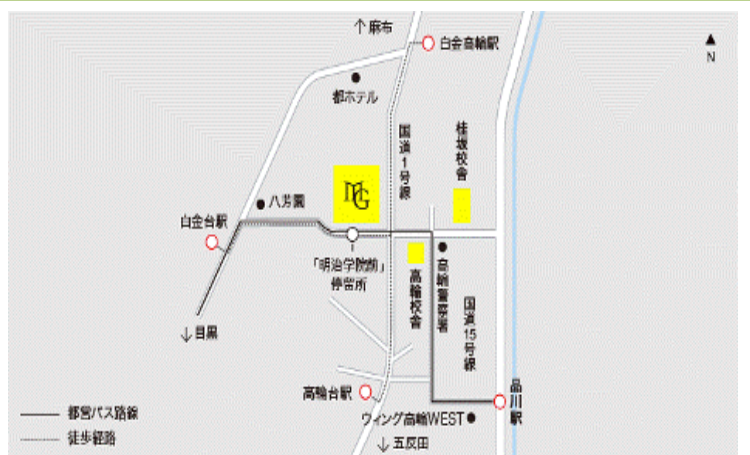 ↑麻布
白金高輪駅
N
都ホテル
国道1号線
桂坂校舎
MG
八芳園
白金台駅
「明治学院前」
停留所
高輪校舎
高輪警察署
国道15号線
↓目黒
高輪台駅
品川駅
都営バス路線
ウィング高輪WEST
徒歩経路
↓五反田